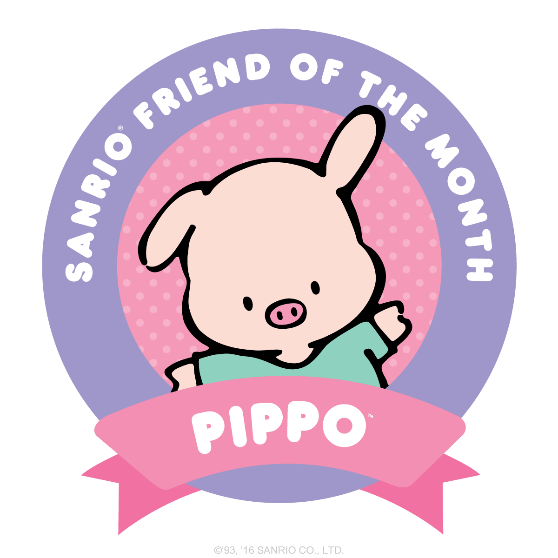 SANRIO® FRIEND OF THE MONTH
PIPPO™
©'93, '16 SANRIO CO., LTD.